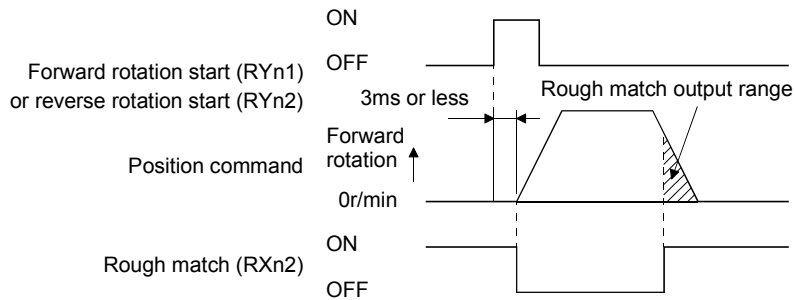 ON
OFF
Forward rotation start (RYn1)
or reverse rotation start (RYn2)
3ms or less
Rough match output range
Forward
rotation
Position command
0r/min
ON
Rough match (RXn2)
OFF